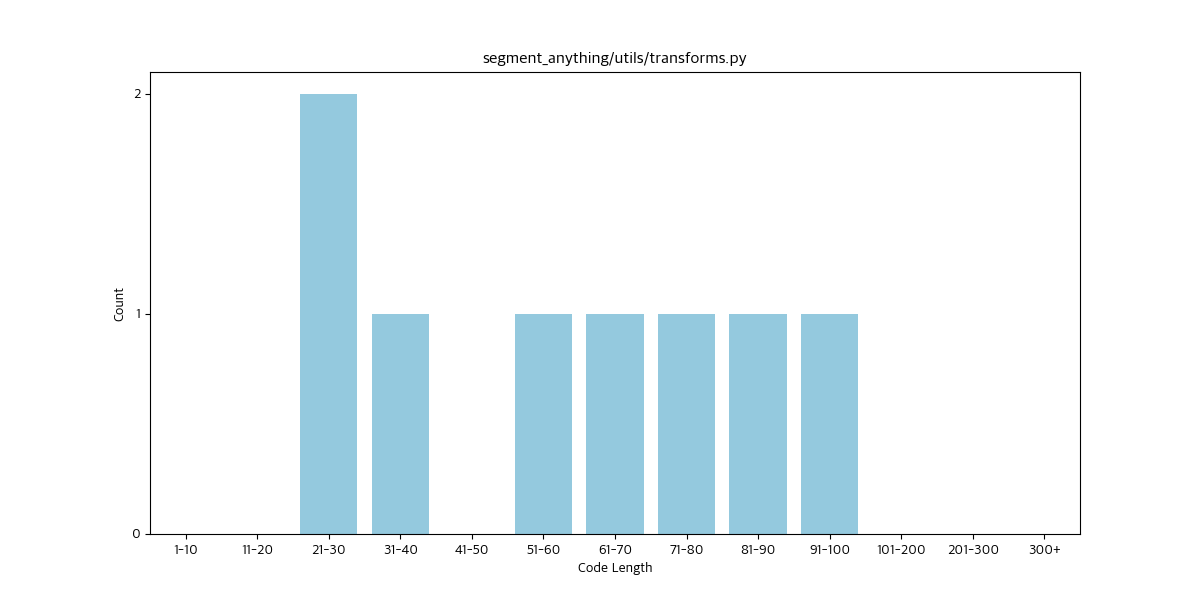 segment_anything/utils/transforms.py
2
1
0
Count
1-10 11-20 21-30 31-40 41-50 51-60 61-70 71-80 81-90 91-100 101-200 201-300 300+
Code Length